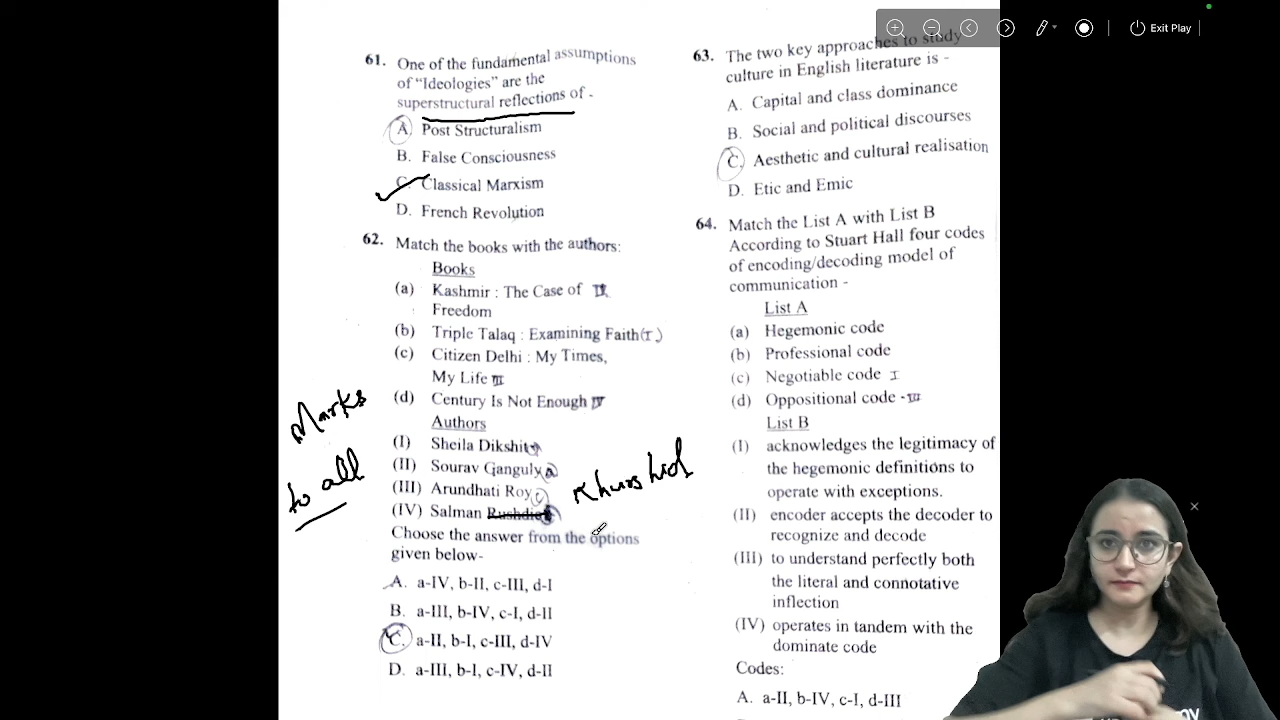 Exit Play
61. One of the fundamental assumptions
of "Ideologies" are the
superstructural reflections of -
A. Post Structuralism
B. False Consciousness
C. Classical Marxism
D. French Revolution
62. Match the books with the authors:
Books
(a) Kashmir : The Case of II
Freedom
(b) Triple Talaq : Examining Faith (I)
(c) Citizen Delhi : My Times,
My Life III
(d) Century Is Not Enough IV
Authors
(I) Sheila Dikshit
(II) Sourav Ganguly a
(III) Arundhati Roy c
(IV) Salman Rushdie
Khurshid
Marks
to all
Choose the answer from the options
given below-
A. a-IV, b-II, c-III, d-I
B. a-III, b-IV, c-I, d-II
C. a-II, b-I, c-III, d-IV
D. a-III, b-I, c-IV, d-II
63. The two key approaches to study
culture in English literature is -
A. Capital and class dominance
B. Social and political discourses
C. Aesthetic and cultural realisation
D. Etic and Emic
64. Match the List A with List B
According to Stuart Hall four codes
of encoding/decoding model of
communication -
List A
(a) Hegemonic code
(b) Professional code
(c) Negotiable code I
(d) Oppositional code - III
List B
(I) acknowledges the legitimacy of
the hegemonic definitions to
operate with exceptions.
(II) encoder accepts the decoder to
recognize and decode
(III) to understand perfectly both
the literal and connotative
inflection
(IV) operates in tandem with the
dominate code
Codes:
A. a-II, b-IV, c-I, d-III